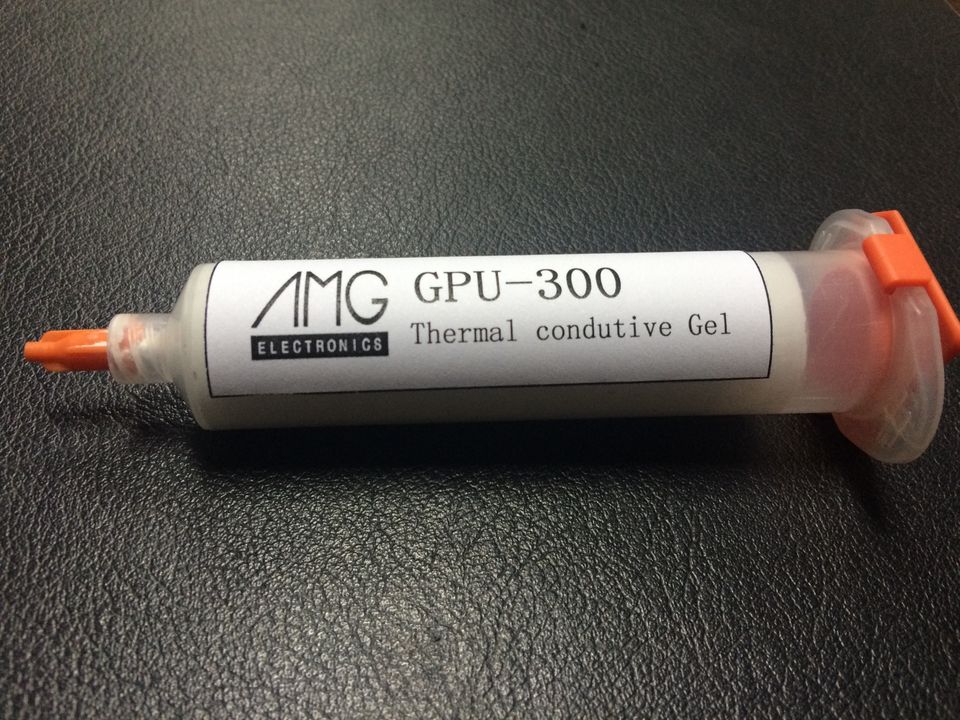 AMG
ELECTRONICS
GPU-300
Thermal condutive Gel